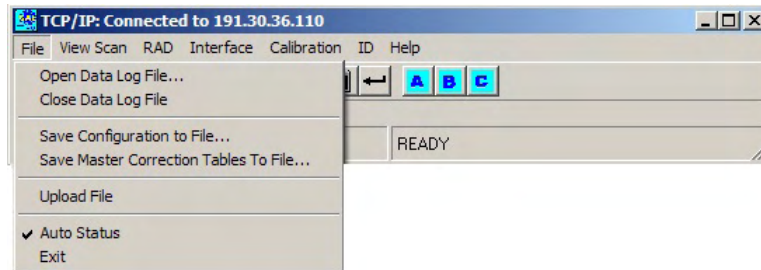 TCP/IP: Connected to 191.30.36.110
File View Scan RAD Interface Calibration ID Help
A B C
READY
Open Data Log File...
Close Data Log File
Save Configuration to File...
Save Master Correction Tables To File...
Upload File
Auto Status
Exit